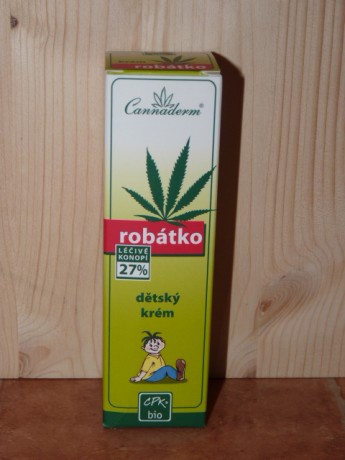 robátko
Cannaderm®
robátko
LÉČIVÉ
KONOPÍ
27%
dětský
krém
CPK
bio